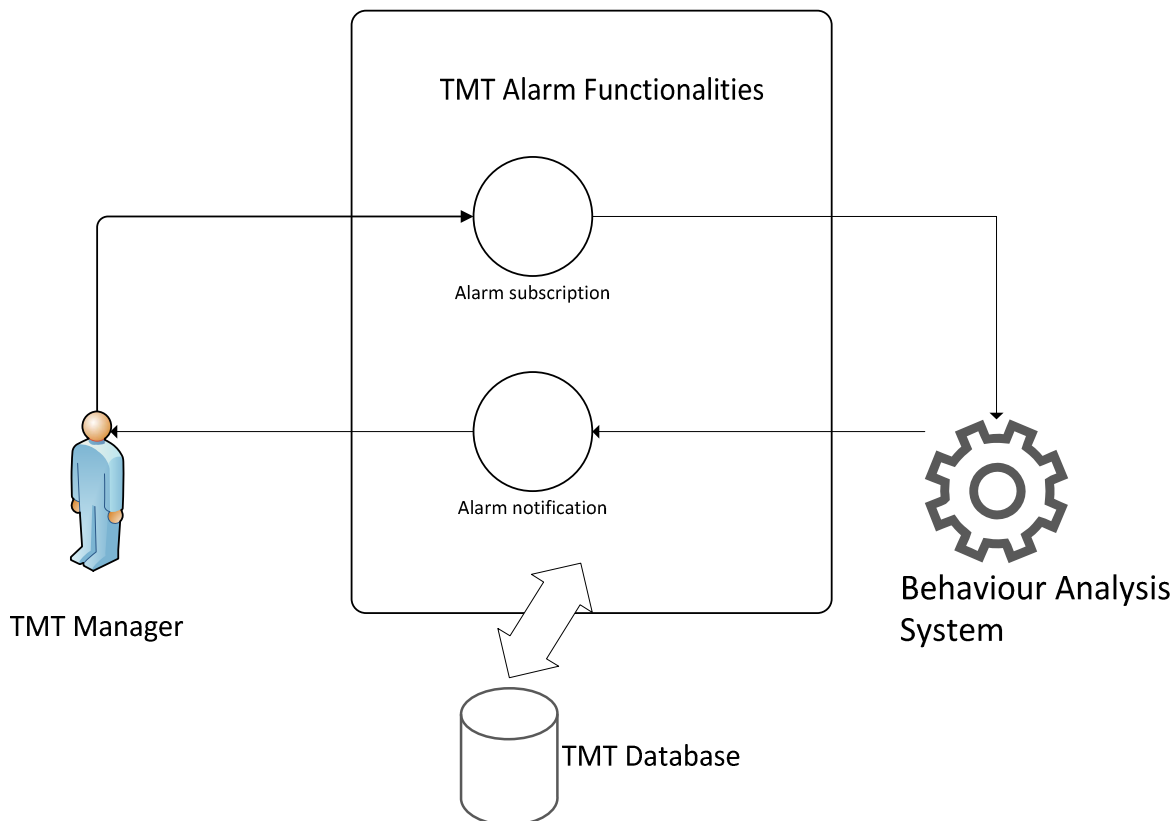 TMT Alarm Functionalities
Alarm subscription
Alarm notification
TMT Manager
Behaviour Analysis
System
TMT Database